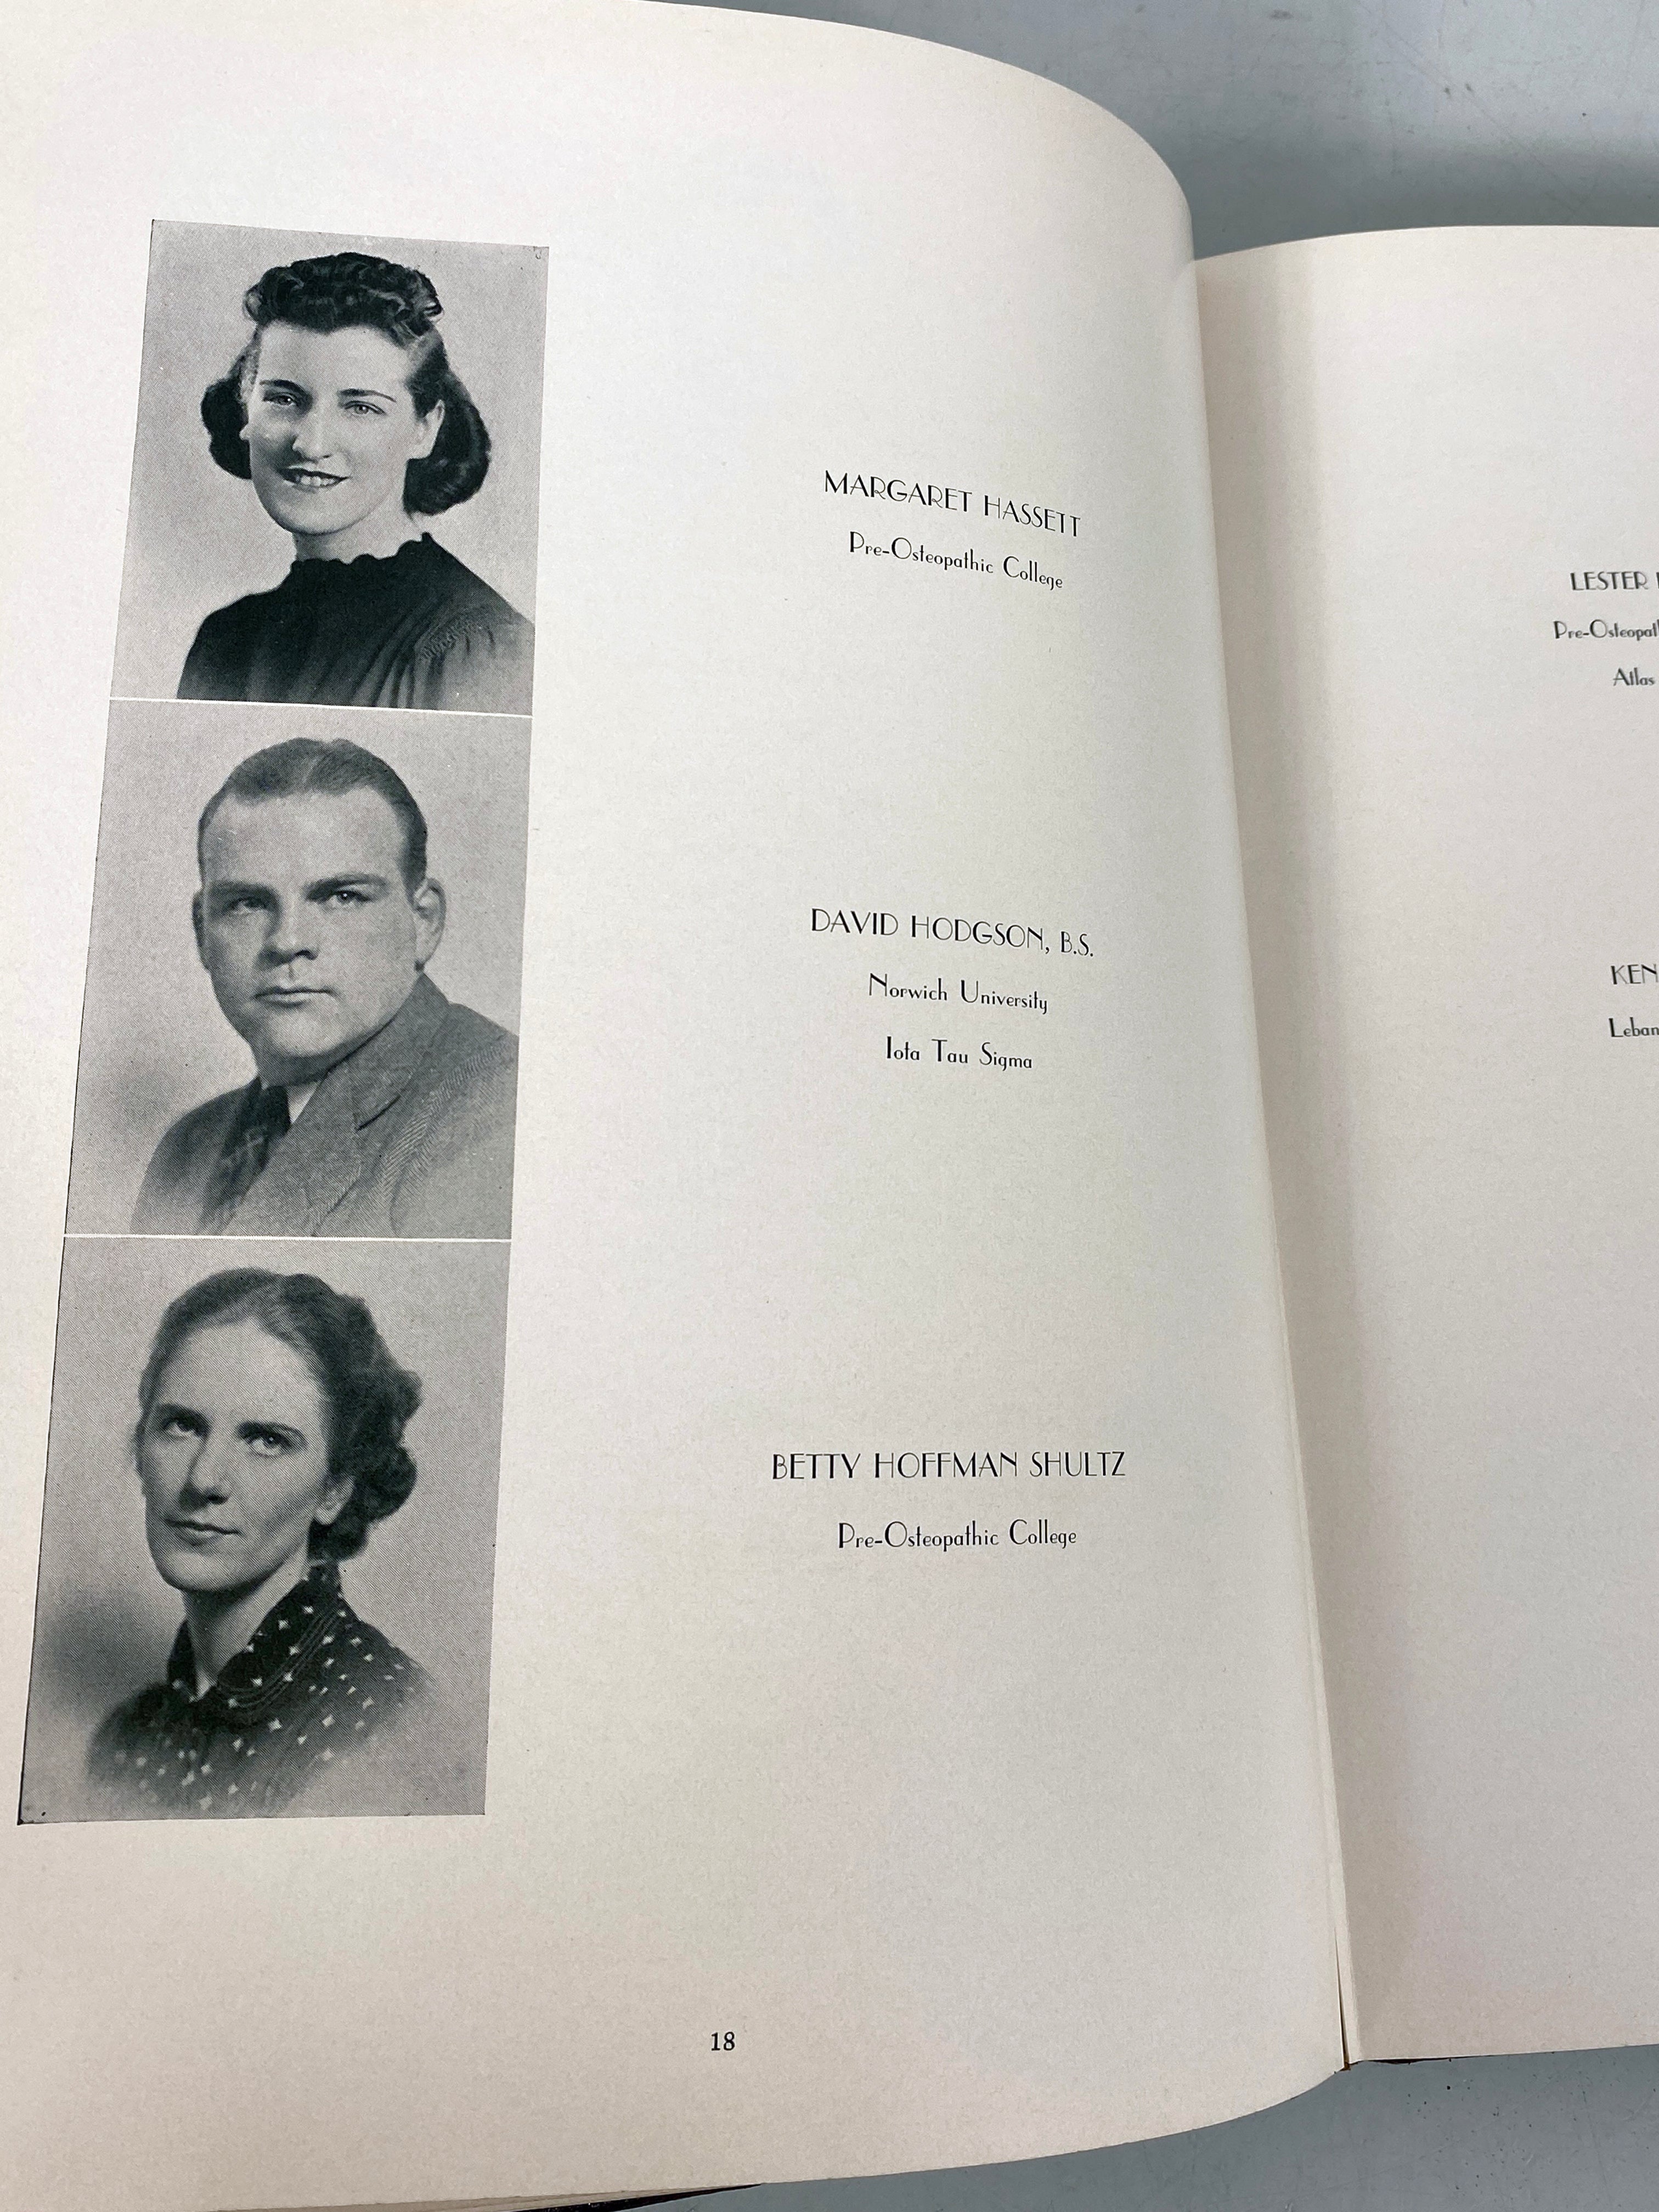 MARGARET HASSETT
Pre-Osteopathic College
DAVID HODGSON, B.S.
Norwich University
Iota Tau Sigma
BETTY HOFFMAN SHULTZ
Pre-Osteopathic College
18
LESTER
Atlas